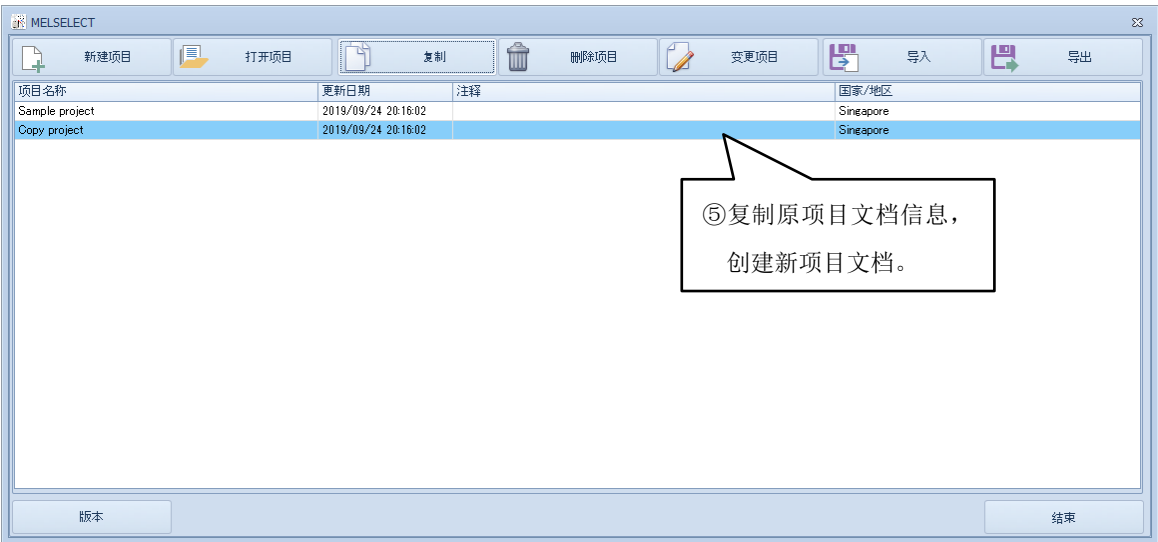 MELSELECT
新建项目 打开项目 复制 删除项目 变更项目 导入 导出
项目名称 更新日期 注释 国家/地区
Sample project 2019/09/24 20:16:02 Singapore
Copy project 2019/09/24 20:16:02 Singapore
⑤复制原项目文档信息，
创建新项目文档。
版本 结束